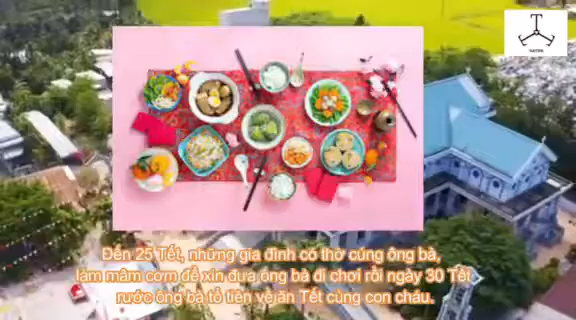 Đến 25 Tết, những gia đình có thờ cúng ông bà,
làm mâm cơm để xin đưa ông bà đi chơi rồi ngày 30 Tết
rước ông bà tổ tiên về ăn Tết cùng con cháu.